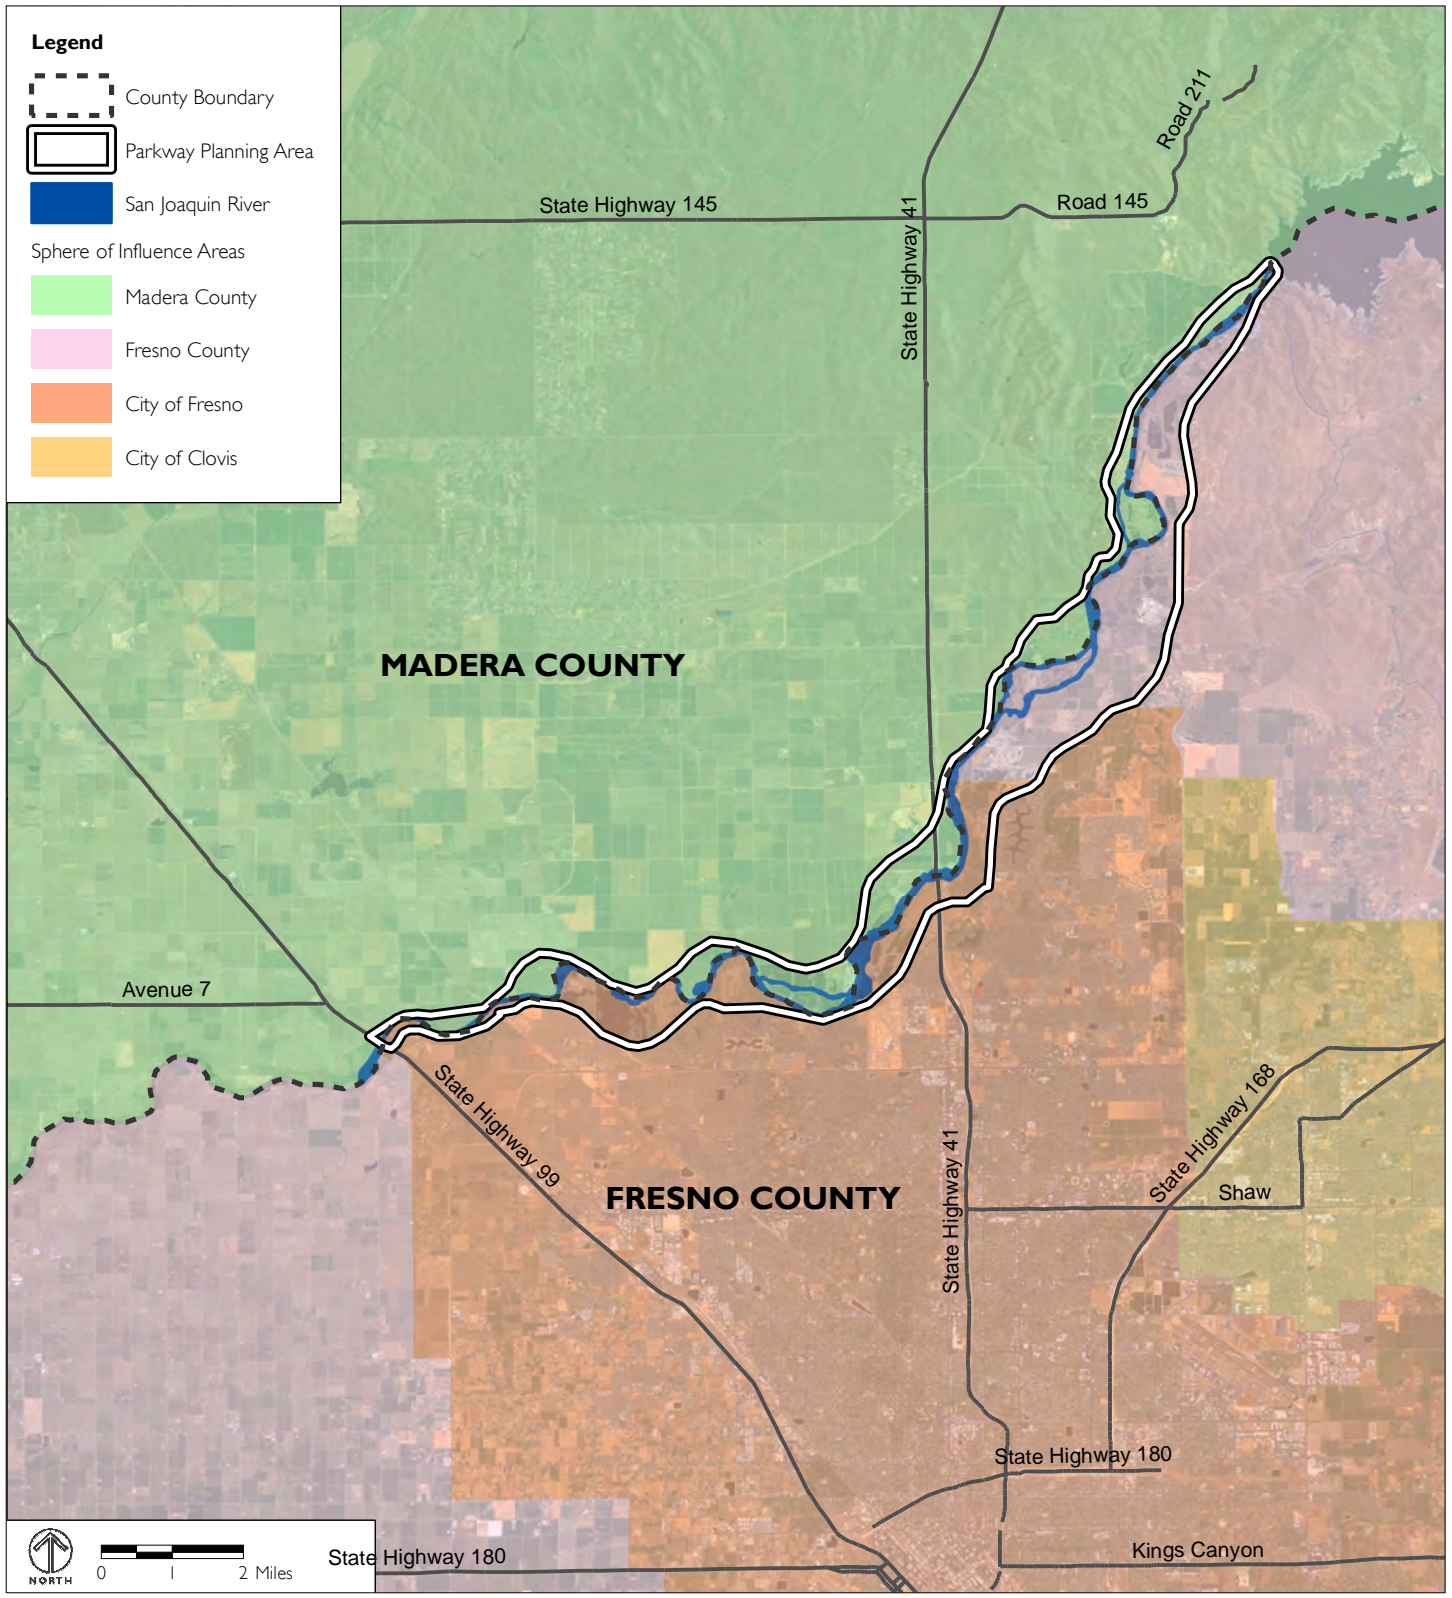 Legend
County Boundary
Parkway Planning Area
San Joaquin River
Sphere of Influence Areas
Madera County
Fresno County
City of Fresno
City of Clovis
Road 211
State Highway 145
Road 145
State Highway 41
MADERA COUNTY
Avenue 7
State Highway 99
State Highway 168
State Highway 41
Shaw
FRESNO COUNTY
State Highway 180
Kings Canyon
State Highway 180
NORTH
0 1 2 Miles